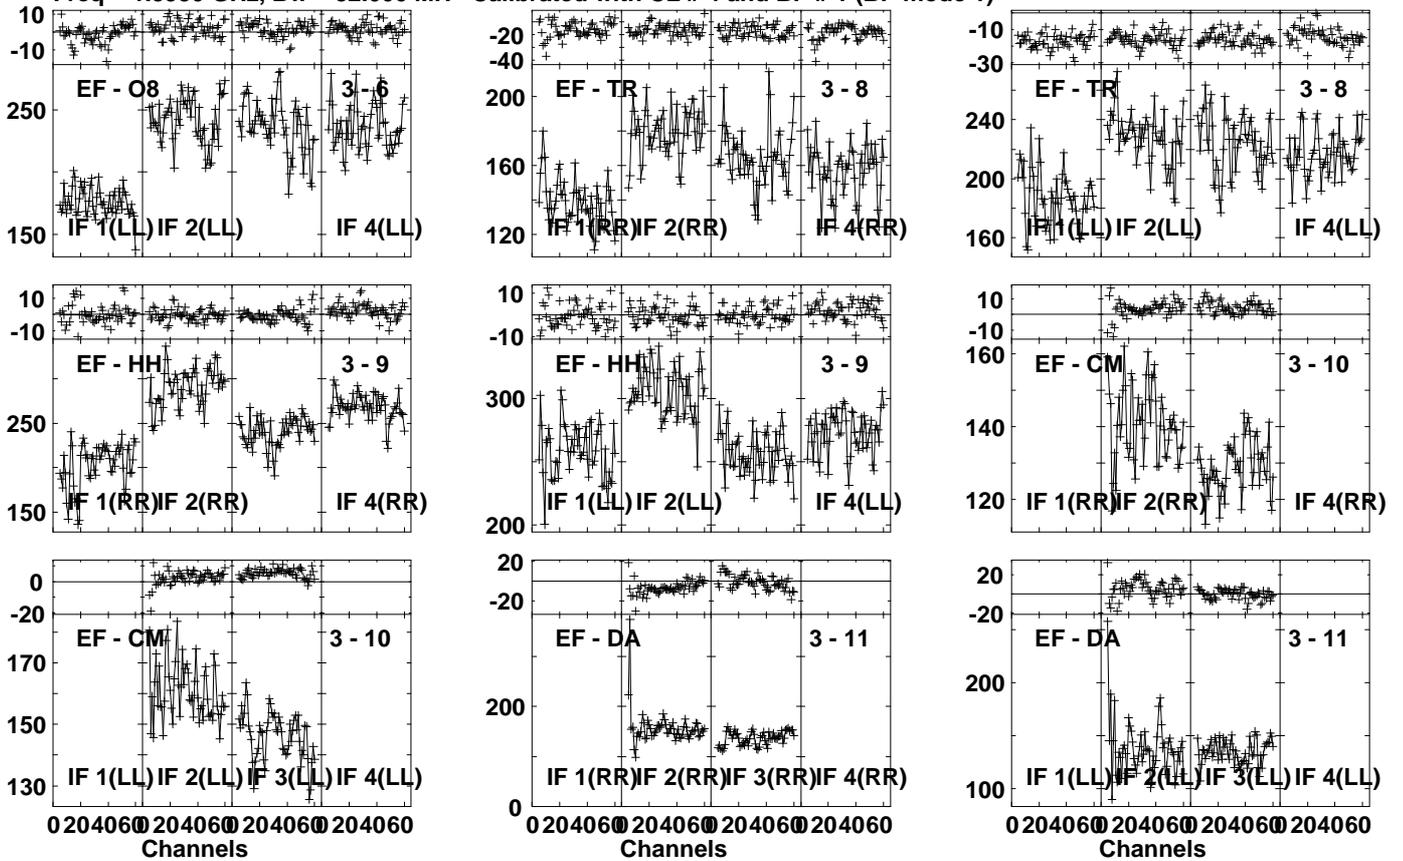 10
-10
EF - O8
3 - 6
250
150
IF 1(LL)
IF 2(LL)
IF 4(LL)
-20
-40
EF - TR
3 - 8
200
160
120
IF 1(RR)
IF 2(RR)
IF 4(RR)
-10
-30
EF - TR
3 - 8
240
200
160
IF 1(LL)
IF 2(LL)
IF 4(LL)
10
-10
EF - HH
3 - 9
250
150
IF 1(RR)
IF 2(RR)
IF 4(RR)
10
-10
EF - HH
3 - 9
300
200
IF 1(LL)
IF 2(LL)
IF 4(LL)
10
-10
EF - CM
3 - 10
160
140
120
IF 1(RR)
IF 2(RR)
IF 4(RR)
0
-20
EF - CM
3 - 10
170
150
130
IF 1(LL)
IF 2(LL)
IF 3(LL)
IF 4(LL)
0 20 40 60 0 20 40 60 0 20 40 60 0 20 40 60
Channels
20
-20
EF - DA
3 - 11
200
0
IF 1(RR)
IF 2(RR)
IF 3(RR)
IF 4(RR)
0 20 40 60 0 20 40 60 0 20 40 60 0 20 40 60
Channels
20
-20
EF - DA
3 - 11
200
100
IF 1(LL)
IF 2(LL)
IF 3(LL)
IF 4(LL)
0 20 40 60 0 20 40 60 0 20 40 60 0 20 40 60
Channels